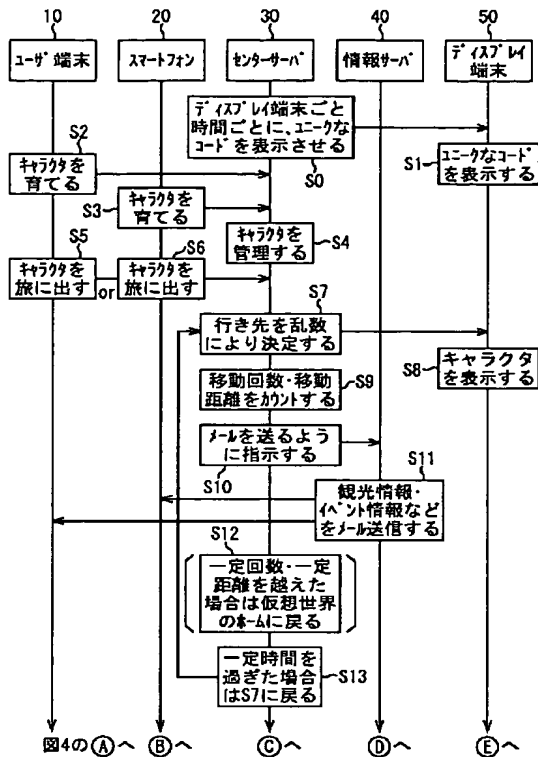 10
20
30
40
50
ユーザ端末
スマートフォン
センターサーバ
情報サーバ
ディスプレイ
端末
ディスプレイ端末ごと
時間ごとに、ユニークな
コードを表示させる
S0
S1
ユニークなコード
を表示する
S2
キャラクタを
育てる
S3
キャラクタを
育てる
キャラクタを
管理する
S4
S5
キャラクタを
旅に出す
or
S6
キャラクタを
旅に出す
S7
行き先を乱数
により決定する
S8
キャラクタ
を表示する
移動回数・移動
距離をカウントする
S9
メールを送るよう
に指示する
S10
S11
観光情報・
イベント情報など
をメール送信する
S12
一定回数・一定
距離を越えた
場合は仮想世界
のホームに戻る
一定時間を
過ぎた場合
はS7に戻る
S13
図4のⒶへ
Ⓑへ
Ⓒへ
Ⓓへ
Ⓔへ